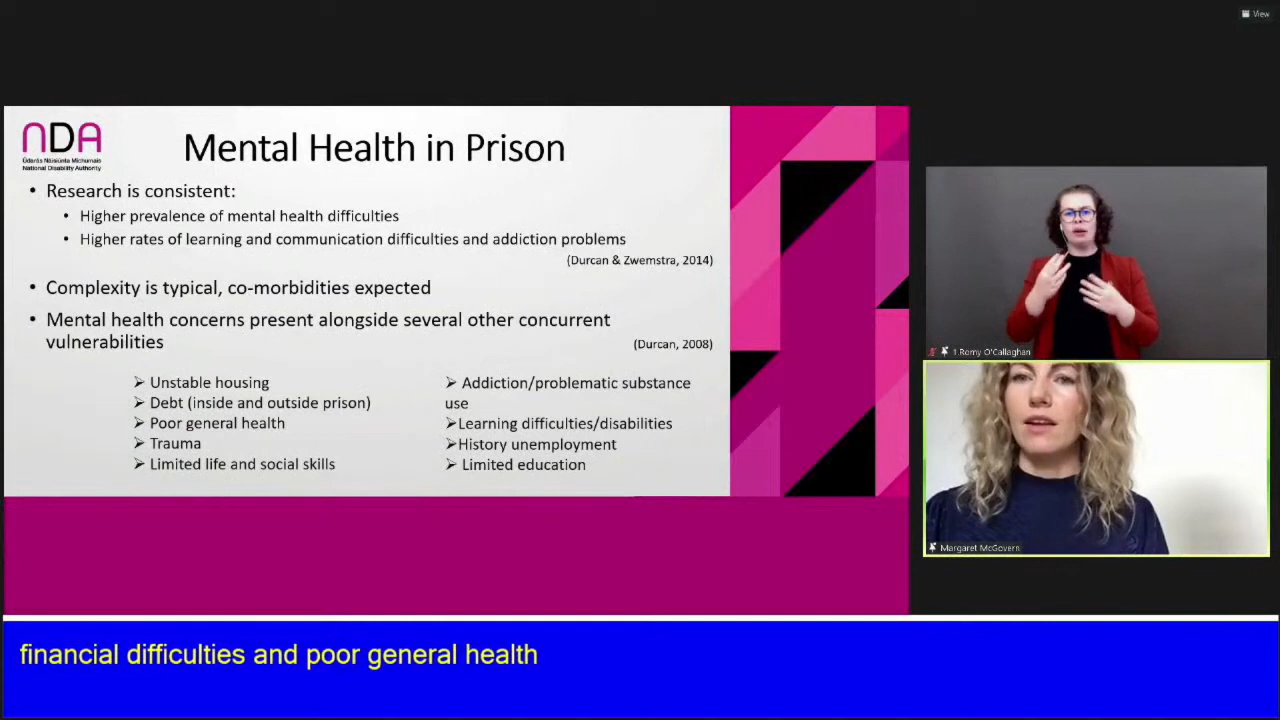 View
nDA
Údarás Náisiúnta Míchumais
National Disability Authority
Mental Health in Prison
• Research is consistent:
• Higher prevalence of mental health difficulties
• Higher rates of learning and communication difficulties and addiction problems
(Durcan & Zwemstra, 2014)
• Complexity is typical, co-morbidities expected
• Mental health concerns present alongside several other concurrent
vulnerabilities
(Durcan, 2008)
➢ Unstable housing
➢ Debt (inside and outside prison)
➢ Poor general health
➢ Trauma
➢ Limited life and social skills
➢ Addiction/problematic substance
use
➢Learning difficulties/disabilities
➢History unemployment
➢ Limited education
1.Romy O'Callaghan
Margaret McGovern
financial difficulties and poor general health